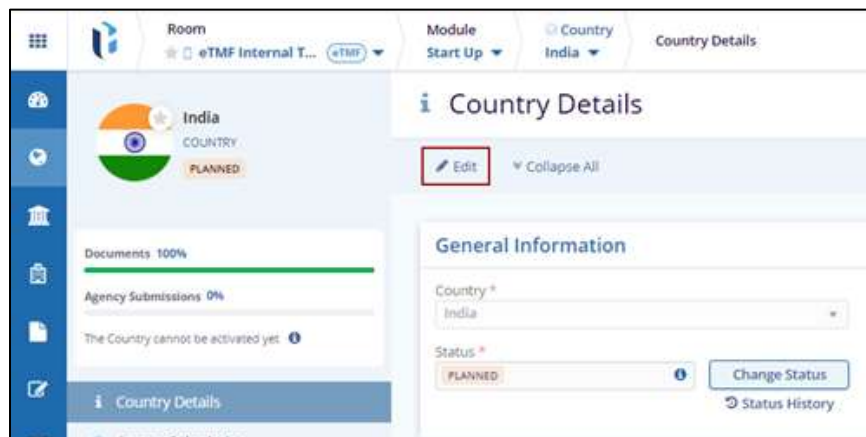 Room
eTMF Internal T... eTMF
Module
Start Up
Country
India
Country Details
India
COUNTRY
PLANNED
Documents 100%
Agency Submissions 0%
The Country cannot be activated yet
Country Details
Country Details
Edit
Collapse All
General Information
Country *
India
Status *
PLANNED
Change Status
Status History